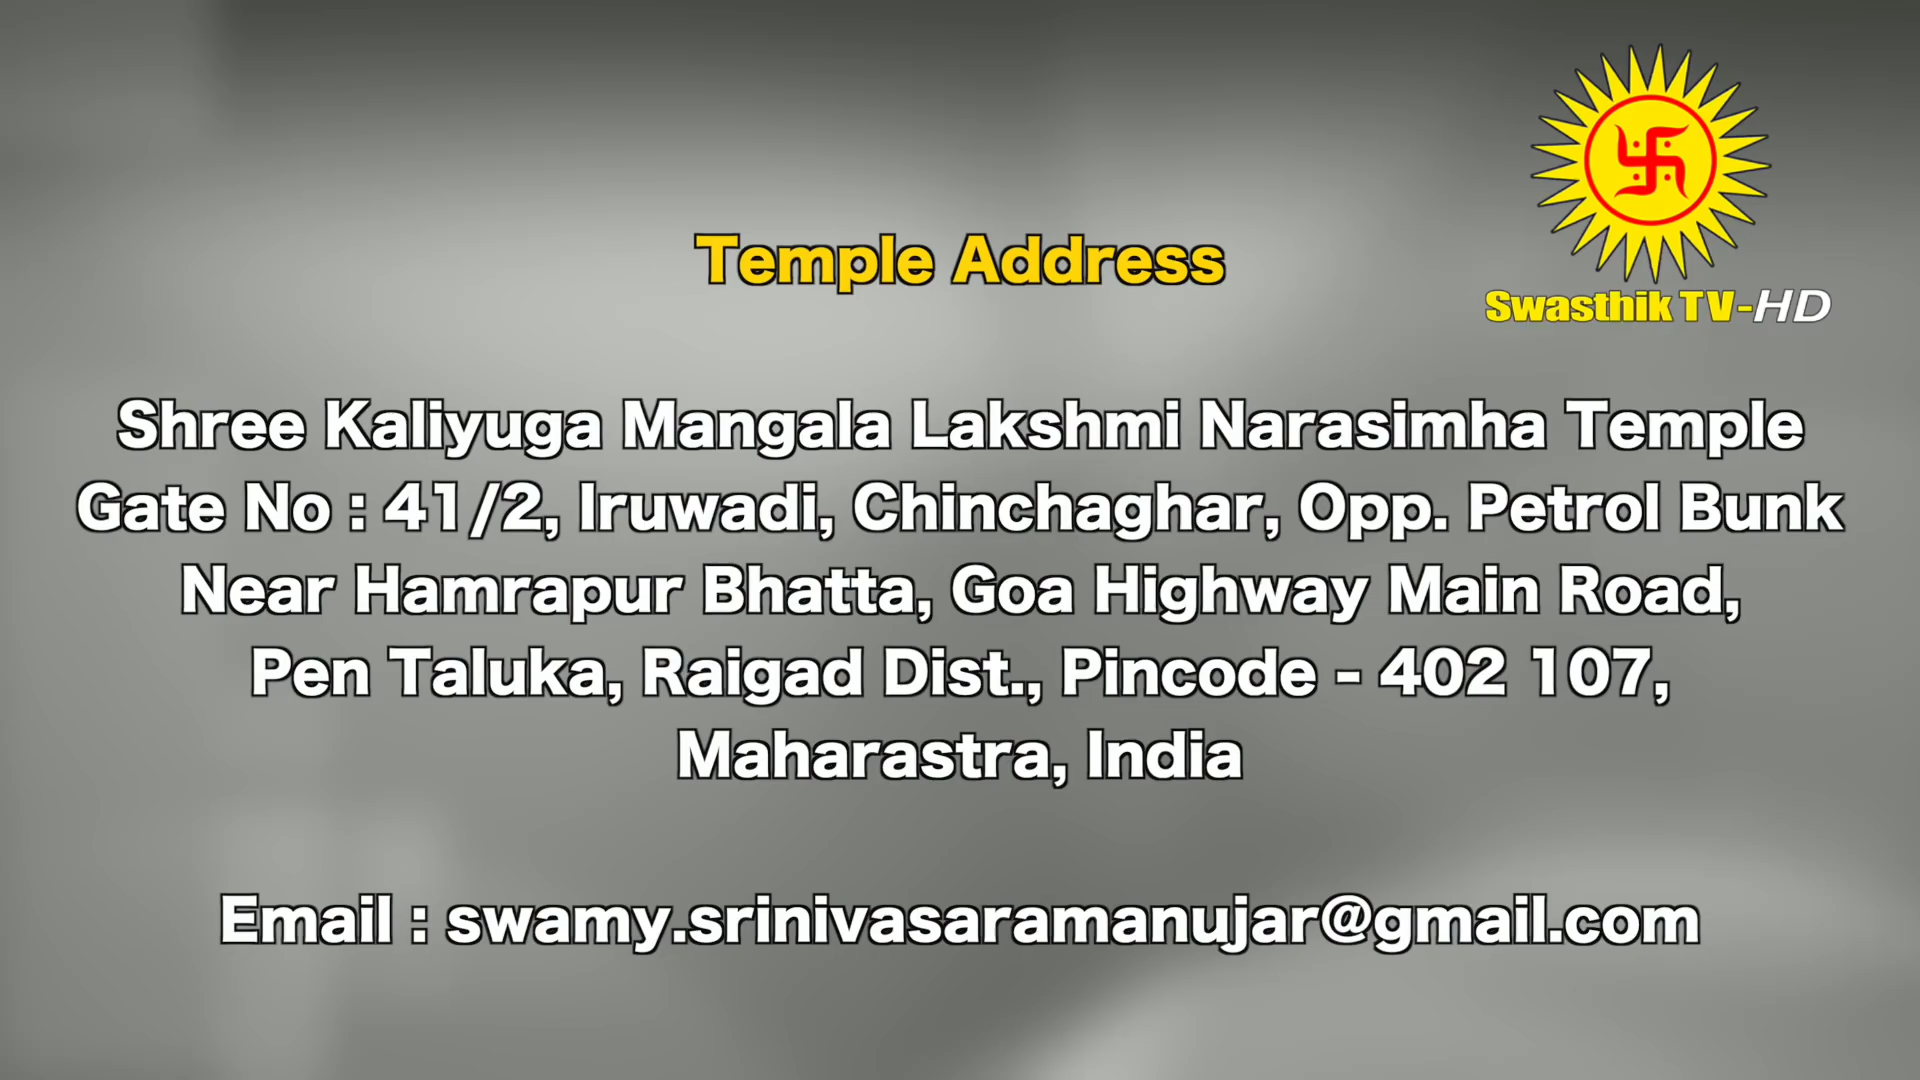 Swasthik TV-HD
Temple Address
Shree Kaliyuga Mangala Lakshmi Narasimha Temple
Gate No : 41/2, Iruwadi, Chinchaghar, Opp. Petrol Bunk
Near Hamrapur Bhatta, Goa Highway Main Road,
Pen Taluka, Raigad Dist., Pincode - 402 107,
Maharastra, India
Email : swamy.srinivasaramanujar@gmail.com